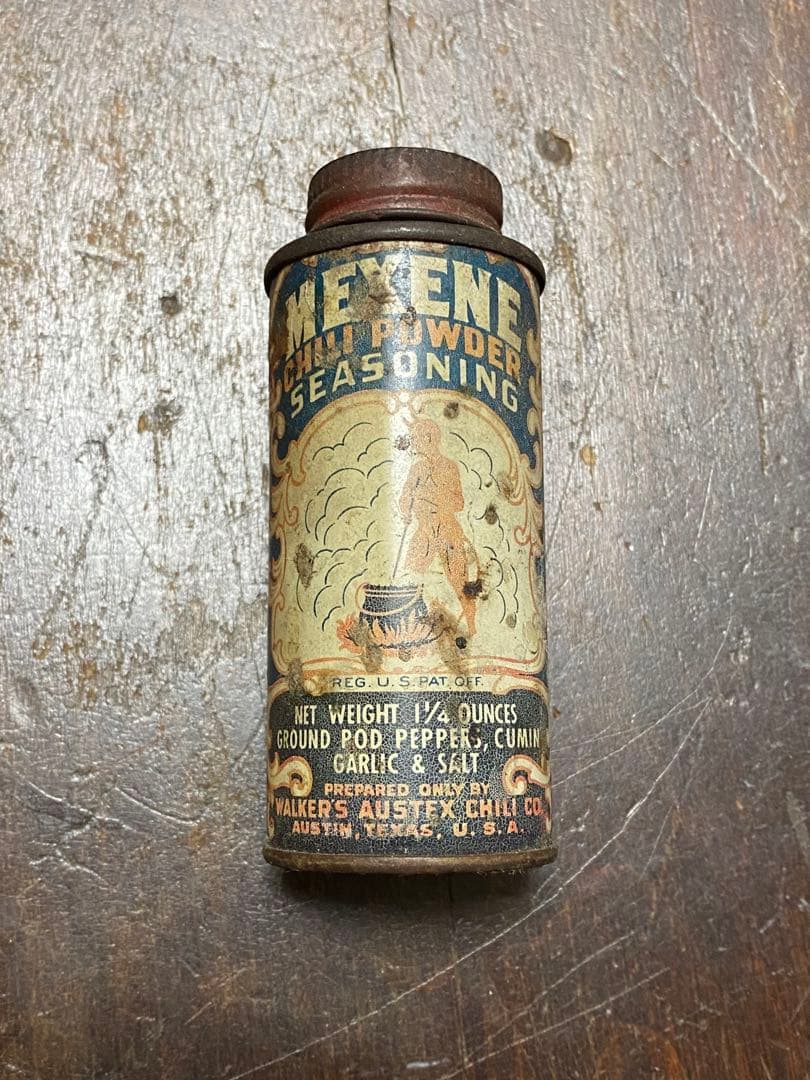 MEXENE
CHILI POWDER
SEASONING
REG. U. S. PAT. OFF.
NET WEIGHT 1¼ OUNCES
GROUND POD PEPPERS, CUMIN
GARLIC & SALT
PREPARED ONLY BY
WALKER'S AUSTEX CHILI CO.
AUSTIN, TEXAS, U. S. A.